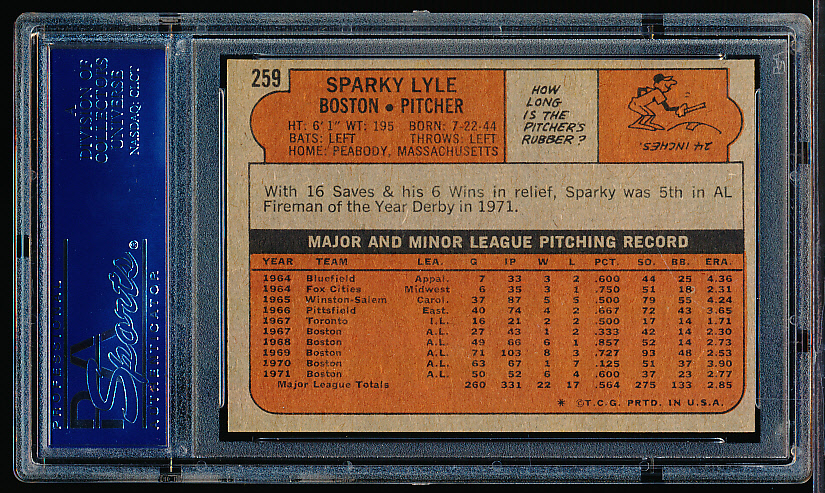 259
SPARKY LYLE
BOSTON • PITCHER
HT: 6'1" WT: 195 BORN: 7-22-44
BATS: LEFT THROWS: LEFT
HOME: PEABODY, MASSACHUSETTS
HOW
LONG
IS THE
PITCHER'S
RUBBER?
24 INCHES.
With 16 Saves & his 6 Wins in relief, Sparky was 5th in AL
Fireman of the Year Derby in 1971.
MAJOR AND MINOR LEAGUE PITCHING RECORD
YEAR TEAM LEA. G IP W L PCT. SO. BB. ERA.
1964 Bluefield Appal. 7 33 3 2 .600 44 25 4.36
1964 Fox Cities Midwest 6 35 3 1 .750 51 18 2.31
1965 Winston-Salem Carol. 37 87 5 5 .500 79 55 4.24
1966 Pittsfield East. 40 74 4 2 .667 72 43 3.65
1967 Toronto I.L. 16 21 2 2 .500 17 14 1.71
1967 Boston A.L. 27 43 1 2 .333 42 14 2.30
1968 Boston A.L. 49 66 6 1 .857 52 14 2.73
1969 Boston A.L. 71 103 8 3 .727 93 48 2.53
1970 Boston A.L. 63 67 1 7 .125 51 37 3.90
1971 Boston A.L. 50 52 6 4 .600 37 23 2.77
Major League Totals 260 331 22 17 .564 275 133 2.85
* ©T.C.G. PRTD. IN U.S.A.
A DIVISION OF
COLLECTORS
UNIVERSE
NASDAQ: CLCT
PSA
Sports®
AUTHENTICATOR